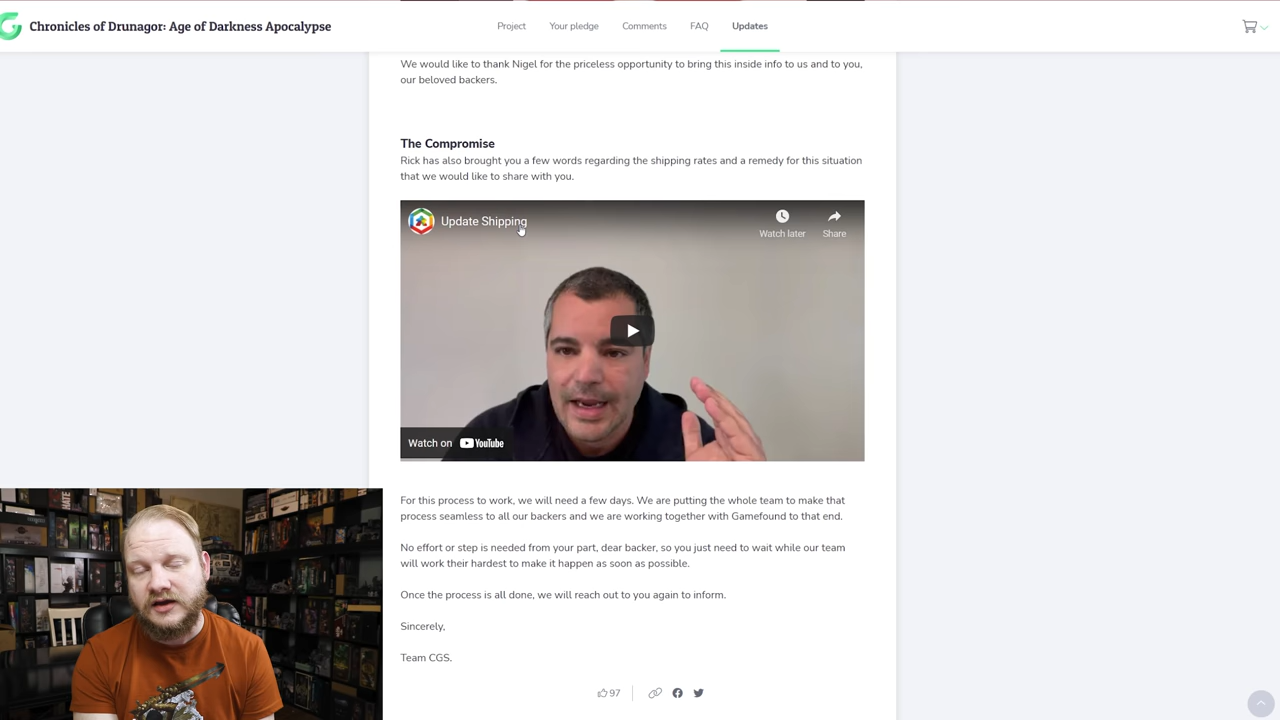 Chronicles of Drunagor: Age of Darkness Apocalypse
Project
Your pledge
Comments
FAQ
Updates
We would like to thank Nigel for the priceless opportunity to bring this inside info to us and to you,
our beloved backers.
The Compromise
Rick has also brought you a few words regarding the shipping rates and a remedy for this situation
that we would like to share with you.
Update Shipping
Watch later
Share
Watch on YouTube
For this process to work, we will need a few days. We are putting the whole team to make that
process seamless to all our backers and we are working together with Gamefound to that end.
No effort or step is needed from your part, dear backer, so you just need to wait while our team
will work their hardest to make it happen as soon as possible.
Once the process is all done, we will reach out to you again to inform.
Sincerely,
Team CGS.
97